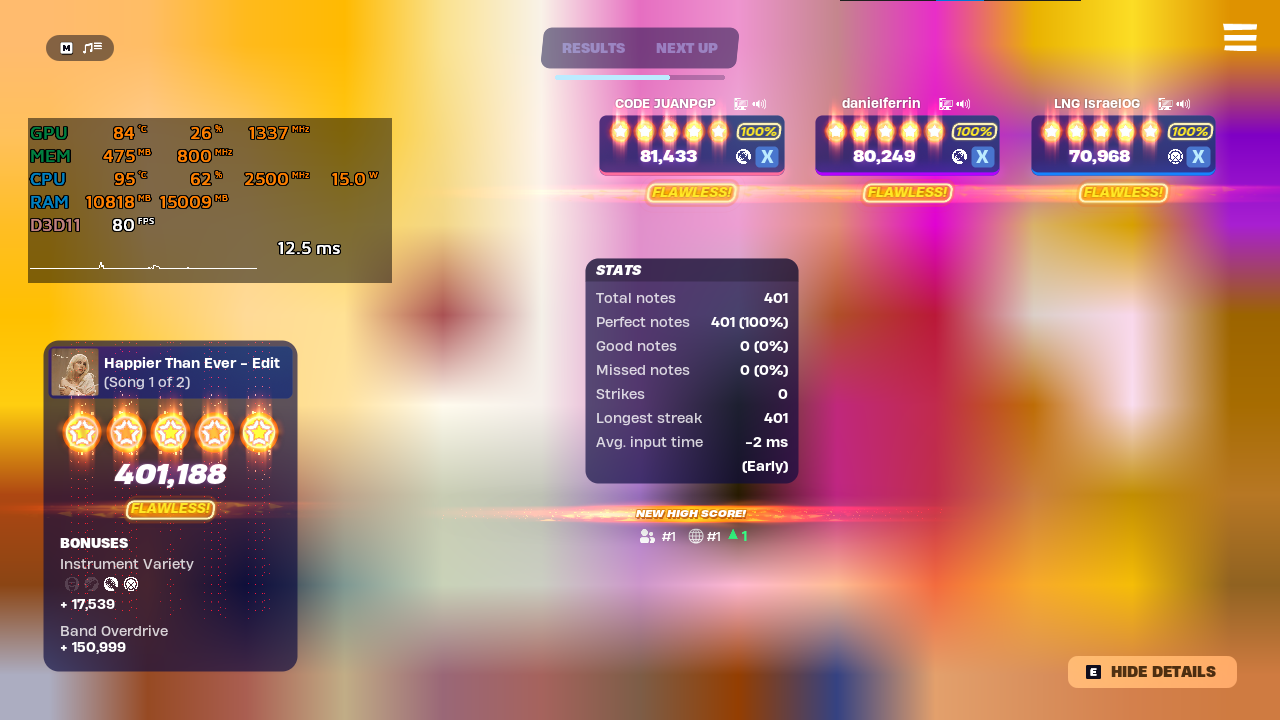 M
RESULTS NEXT UP
CODE JUANPGP
100%
81,433 X
FLAWLESS!
danielferrin
100%
80,249 X
FLAWLESS!
LNG IsraelOG
100%
70,968 X
FLAWLESS!
GPU 84 °C 26 % 1337 MHz
MEM 475 MB 800 MHz
CPU 95 °C 62 % 2500 MHz 15.0 W
RAM 10818 MB 15009 MB
D3D11 80 FPS
12.5 ms
Happier Than Ever - Edit
(Song 1 of 2)
401,188
FLAWLESS!
BONUSES
Instrument Variety
+ 17,539
Band Overdrive
+ 150,999
STATS
Total notes 401
Perfect notes 401 (100%)
Good notes 0 (0%)
Missed notes 0 (0%)
Strikes 0
Longest streak 401
Avg. input time -2 ms
(Early)
NEW HIGH SCORE!
#1 #1 1
E HIDE DETAILS